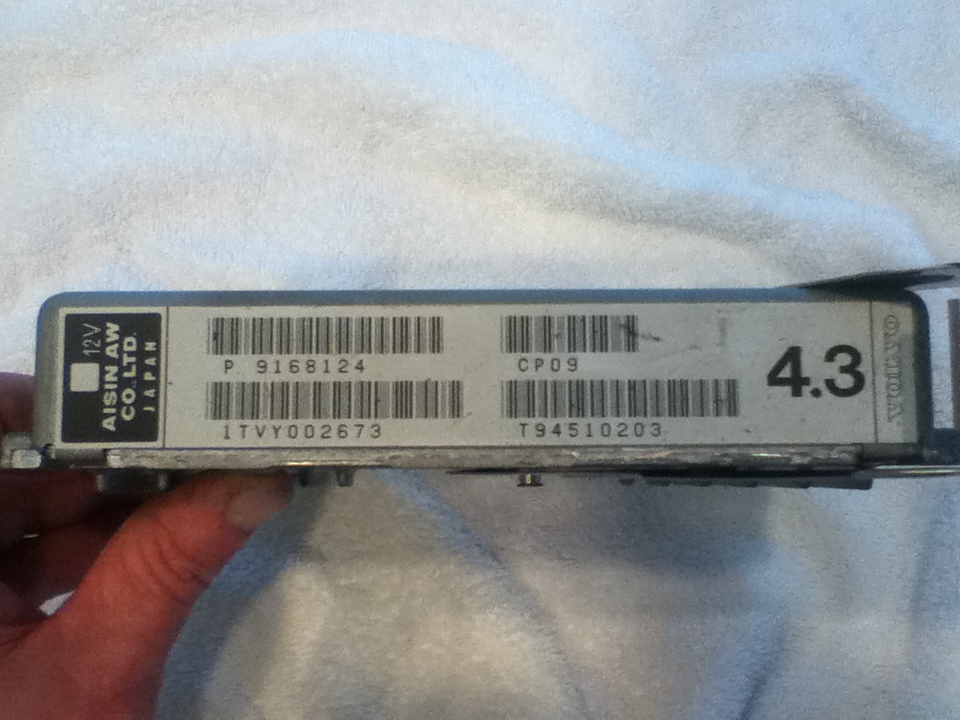 12V
AISIN AW
CO.,LTD.
JAPAN
P 9168124
1TVY002673
CP09
T94510203
4.3
VOLVO